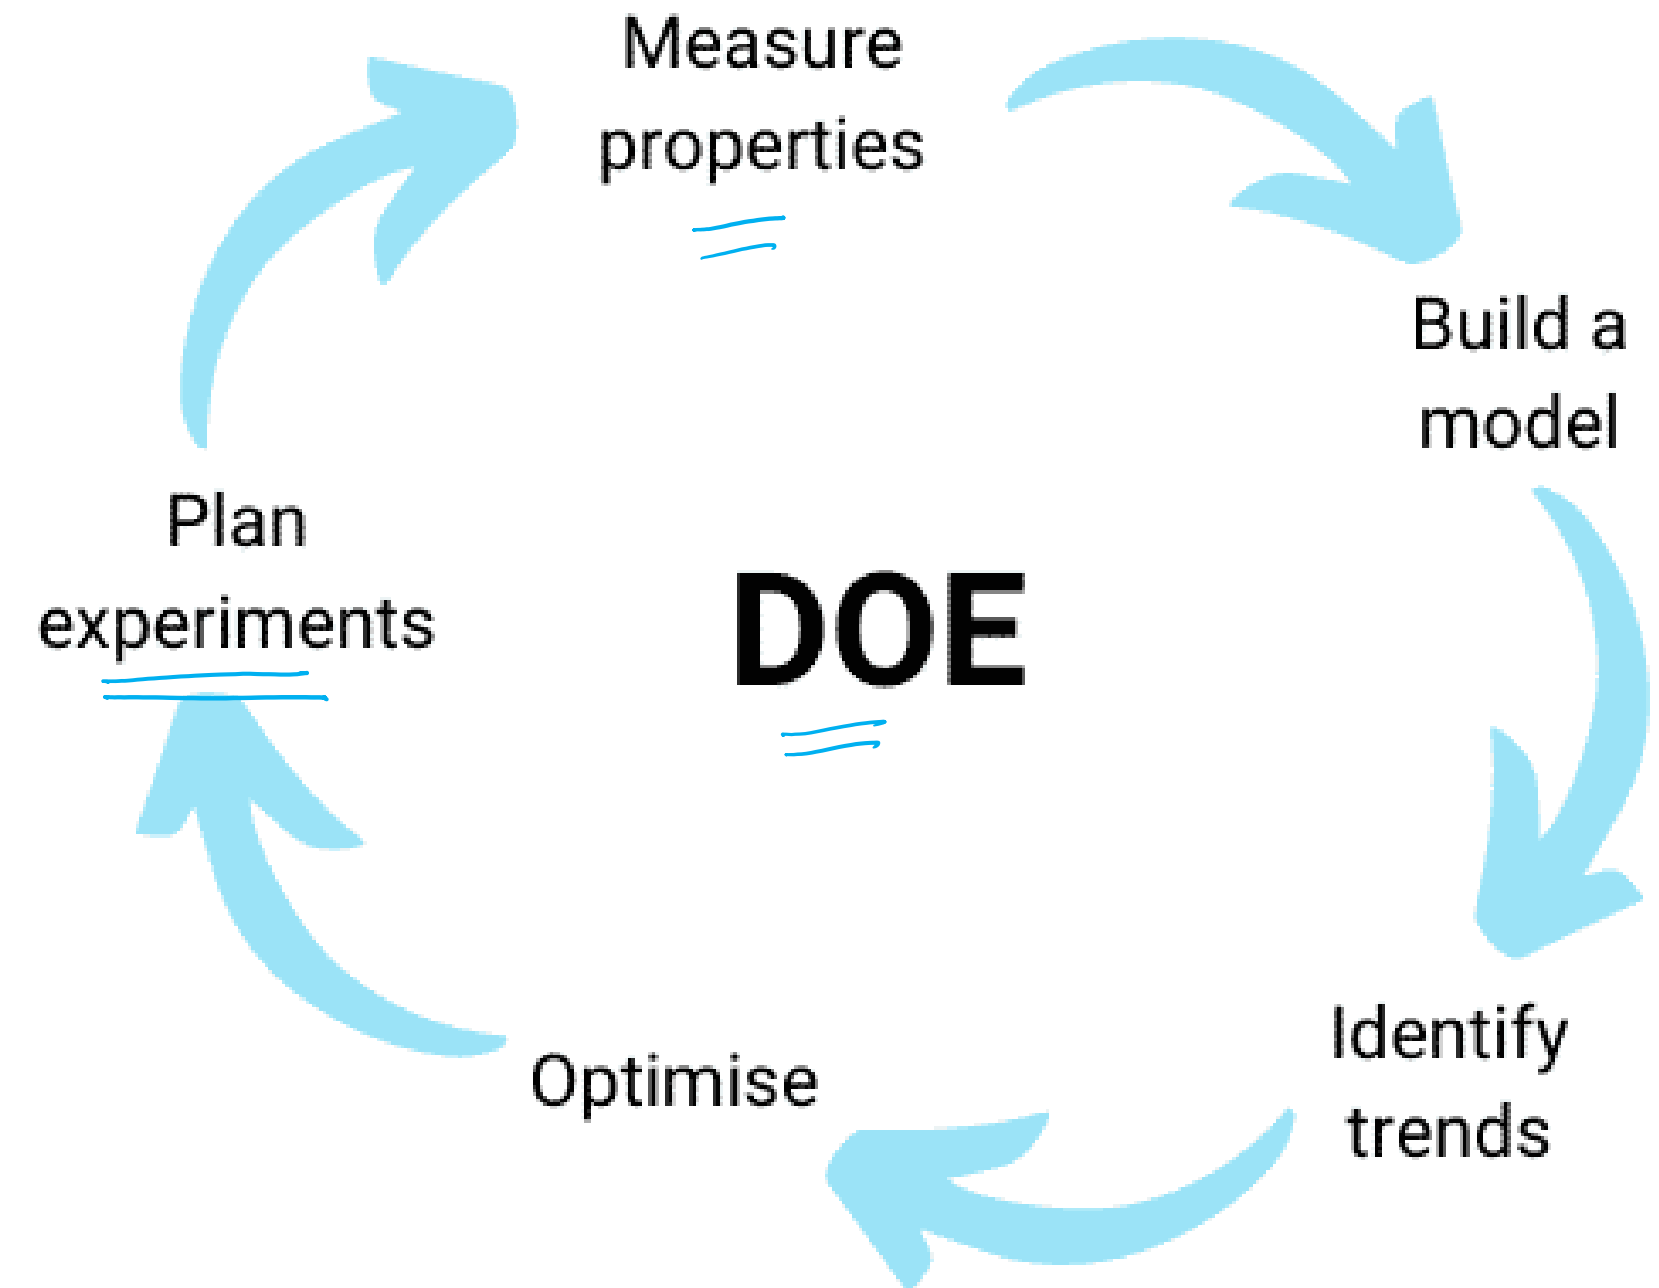 Measure
properties
Build a
model
Plan
experiments
DOE
Identify
trends
Optimise